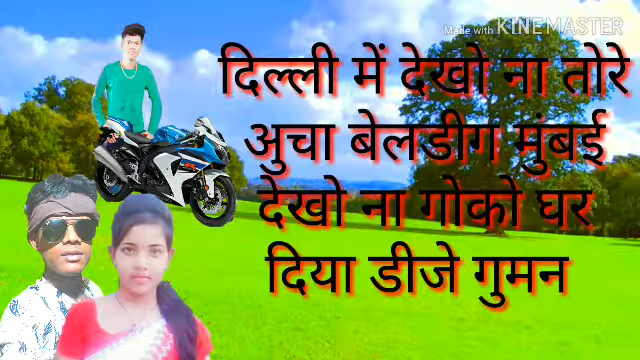 Made with KINEMASTER
दिल्ली में देखो ना तोरे
अुचा बेलडीग मुंबई
देखो ना गोको घर
दिया डीजे गुमन